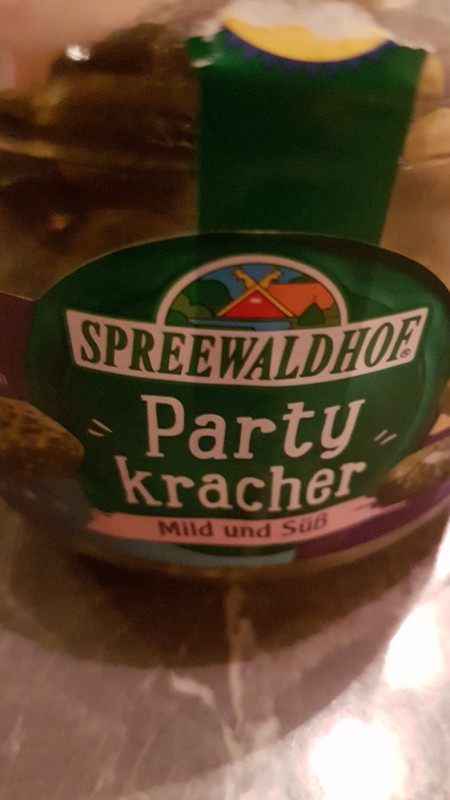 SPREEWALDHOF®
Party
kracher
Mild und Süß